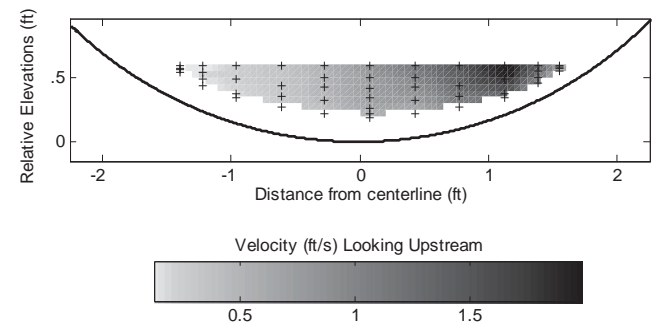 Relative Elevations (ft)
.5
0
-2 -1 0 1 2
Distance from centerline (ft)
Velocity (ft/s) Looking Upstream
0.5 1 1.5